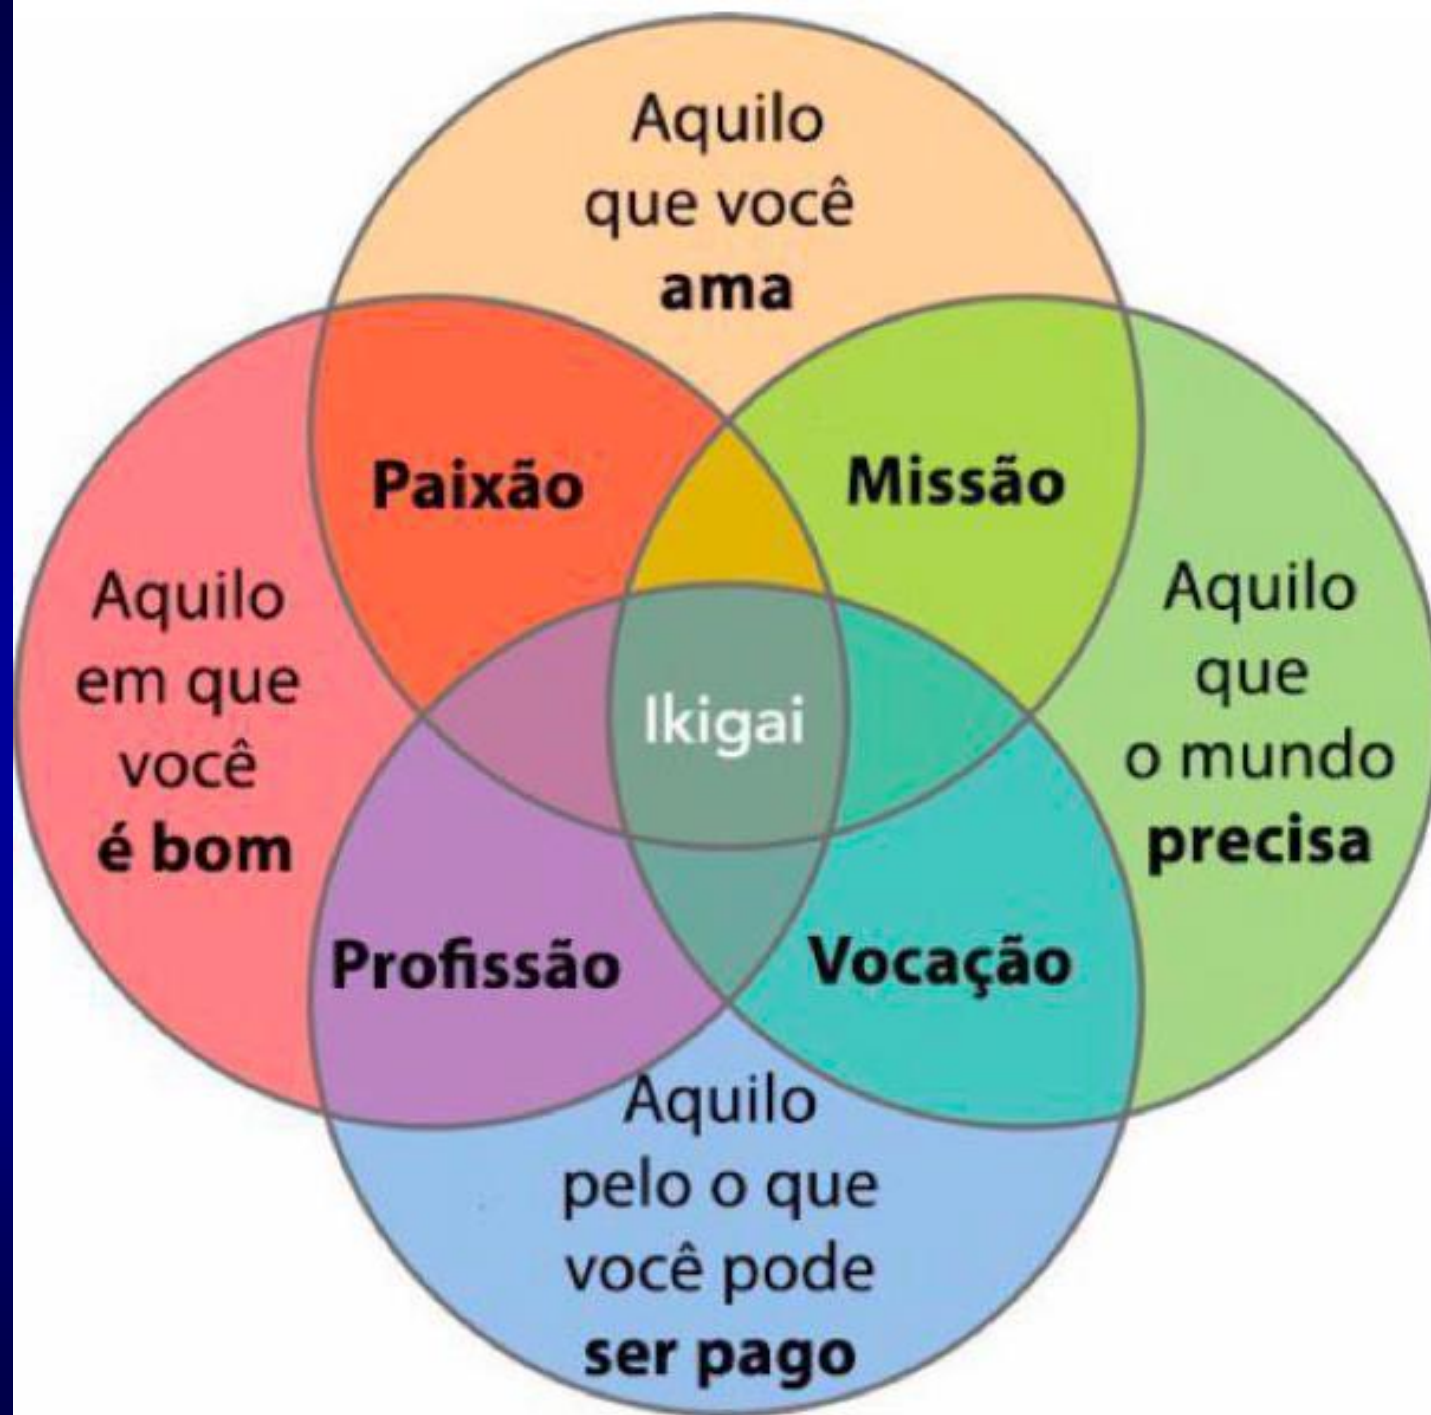 Aquilo
que você
ama
Paixão
Missão
Aquilo
em que
você
é bom
Ikigai
Aquilo
que
o mundo
precisa
Profissão
Vocação
Aquilo
pelo o que
você pode
ser pago